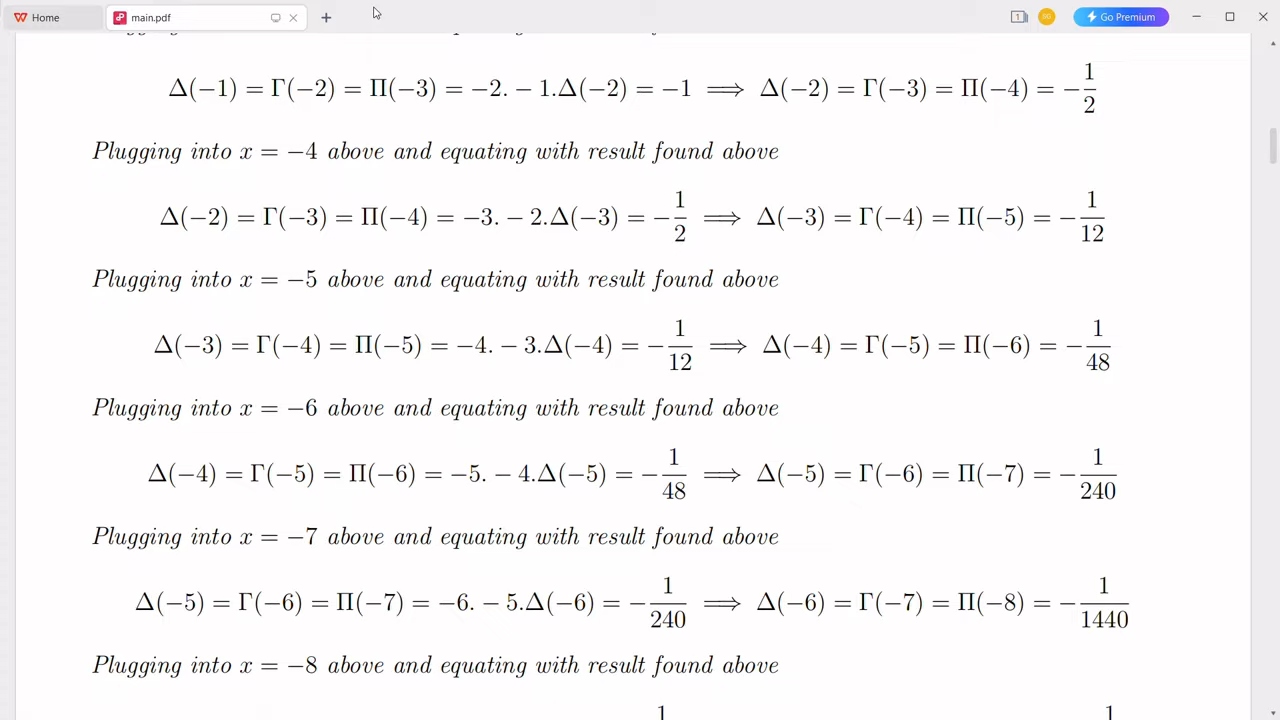 Home
main.pdf
1
Go Premium
Δ(−1) = Γ(−2) = Π(−3) = −2. − 1.Δ(−2) = −1 ⟹ Δ(−2) = Γ(−3) = Π(−4) = −1/2
Plugging into x = −4 above and equating with result found above
Δ(−2) = Γ(−3) = Π(−4) = −3. − 2.Δ(−3) = −1/2 ⟹ Δ(−3) = Γ(−4) = Π(−5) = −1/12
Plugging into x = −5 above and equating with result found above
Δ(−3) = Γ(−4) = Π(−5) = −4. − 3.Δ(−4) = −1/12 ⟹ Δ(−4) = Γ(−5) = Π(−6) = −1/48
Plugging into x = −6 above and equating with result found above
Δ(−4) = Γ(−5) = Π(−6) = −5. − 4.Δ(−5) = −1/48 ⟹ Δ(−5) = Γ(−6) = Π(−7) = −1/240
Plugging into x = −7 above and equating with result found above
Δ(−5) = Γ(−6) = Π(−7) = −6. − 5.Δ(−6) = −1/240 ⟹ Δ(−6) = Γ(−7) = Π(−8) = −1/1440
Plugging into x = −8 above and equating with result found above
1 1